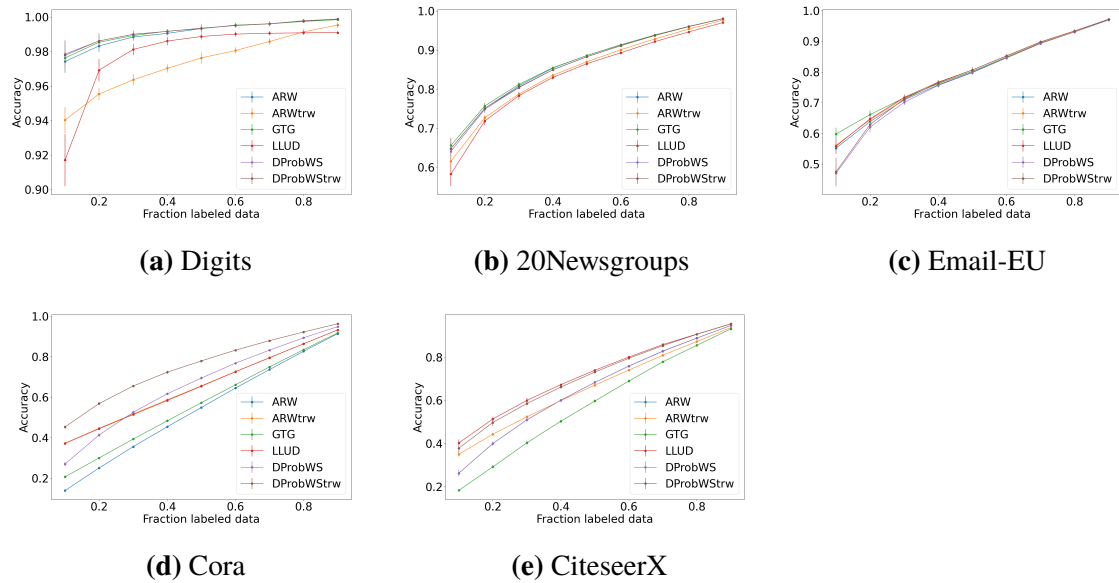 1.00
0.98
0.96
0.94
0.92
0.90
Accuracy
0.2 0.4 0.6 0.8
Fraction labeled data
ARW
ARWtrw
GTG
LLUD
DProbWS
DProbWStrw
(a) Digits
1.0
0.9
0.8
0.7
0.6
Accuracy
0.2 0.4 0.6 0.8
Fraction labeled data
ARW
ARWtrw
GTG
LLUD
DProbWS
DProbWStrw
(b) 20Newsgroups
1.0
0.9
0.8
0.7
0.6
0.5
Accuracy
0.2 0.4 0.6 0.8
Fraction labeled data
ARW
ARWtrw
GTG
LLUD
DProbWS
DProbWStrw
(c) Email-EU
1.0
0.8
0.6
0.4
0.2
Accuracy
0.2 0.4 0.6 0.8
Fraction labeled data
ARW
ARWtrw
GTG
LLUD
DProbWS
DProbWStrw
(d) Cora
0.8
0.6
0.4
0.2
Accuracy
0.2 0.4 0.6 0.8
Fraction labeled data
ARW
ARWtrw
GTG
LLUD
DProbWS
DProbWStrw
(e) CiteseerX